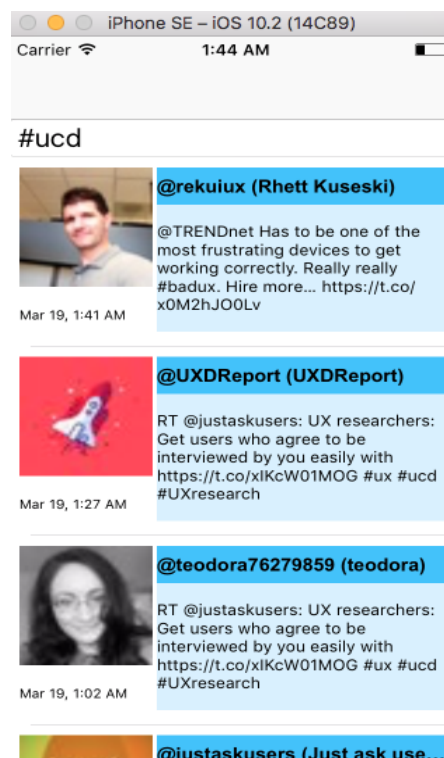 iPhone SE – iOS 10.2 (14C89)
Carrier 1:44 AM
#ucd
@rekuiux (Rhett Kuseski)
@TRENDnet Has to be one of the
most frustrating devices to get
working correctly. Really really
#badux. Hire more... https://t.co/
x0M2hJO0Lv
Mar 19, 1:41 AM
@UXDReport (UXDReport)
RT @justaskusers: UX researchers:
Get users who agree to be
interviewed by you easily with
https://t.co/xIKcW01MOG #ux #ucd
#UXresearch
Mar 19, 1:27 AM
@teodora76279859 (teodora)
RT @justaskusers: UX researchers:
Get users who agree to be
interviewed by you easily with
https://t.co/xIKcW01MOG #ux #ucd
#UXresearch
Mar 19, 1:02 AM
@justaskusers (Just ask use...